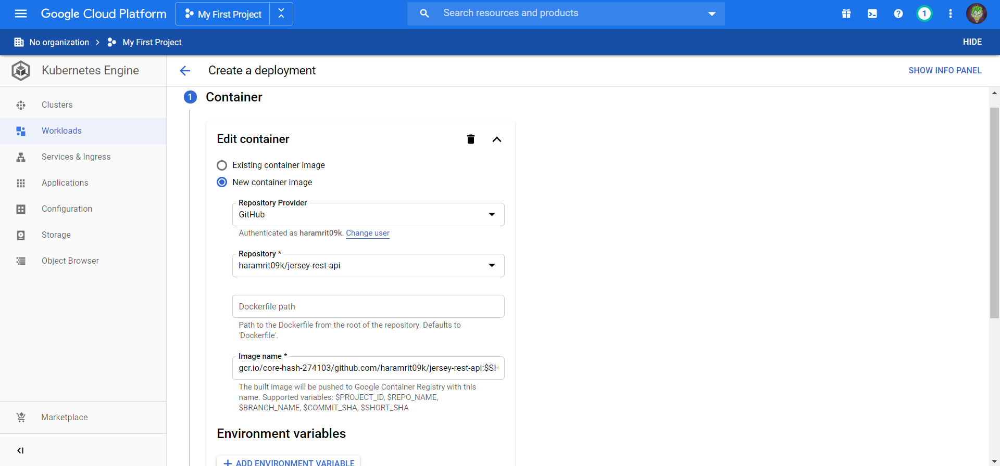 Google Cloud Platform
My First Project
Search resources and products
1
No organization
My First Project
HIDE
Kubernetes Engine
Create a deployment
SHOW INFO PANEL
Clusters
Workloads
Services & Ingress
Applications
Configuration
Storage
Object Browser
Marketplace
1 Container
Edit container
Existing container image
New container image
Repository Provider
GitHub
Authenticated as haramrit09k. Change user
Repository *
haramrit09k/jersey-rest-api
Dockerfile path
Path to the Dockerfile from the root of the repository. Defaults to
'Dockerfile'.
Image name *
gcr.io/core-hash-274103/github.com/haramrit09k/jersey-rest-api:$SH
The built image will be pushed to Google Container Registry with this
name. Supported variables: $PROJECT_ID, $REPO_NAME,
$BRANCH_NAME, $COMMIT_SHA, $SHORT_SHA
Environment variables
+ ADD ENVIRONMENT VARIABLE